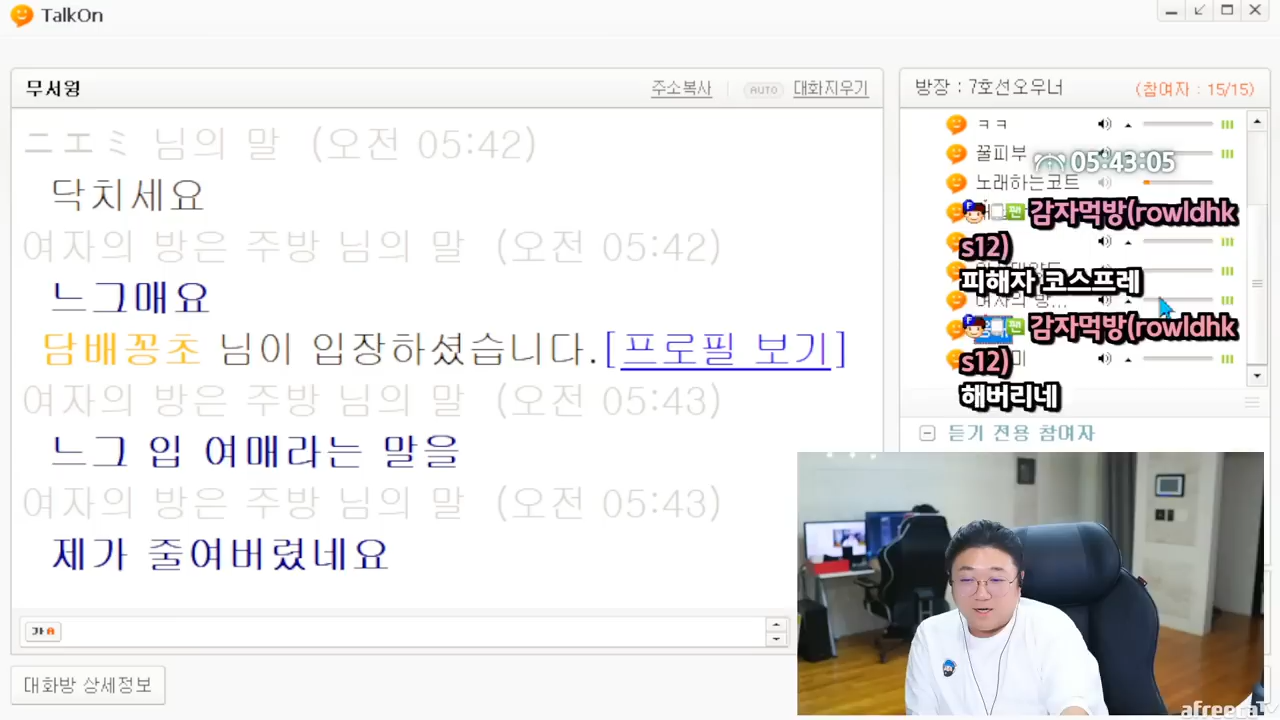 TalkOn
무서웡
주소복사
AUTO
대화지우기
ニエミ 님의 말 (오전 05:42)
닥치세요
여자의 방은 주방 님의 말 (오전 05:42)
느그매요
담배꽁초 님이 입장하셨습니다.[프로필 보기]
여자의 방은 주방 님의 말 (오전 05:43)
느그 입 여매라는 말을
여자의 방은 주방 님의 말 (오전 05:43)
제가 줄여버렸네요
가
대화방 상세정보
방장 : 7호선오우너
(참여자 : 15/15)
ㅋㅋ
꿀피부
05:43:05
노래하는코트
F 팬 감자먹방(rowldhk
s12)
피해자 코스프레
여자의 방...
F 팬 감자먹방(rowldhk
s12)
해버리네
듣기 전용 참여자
afreecaTV